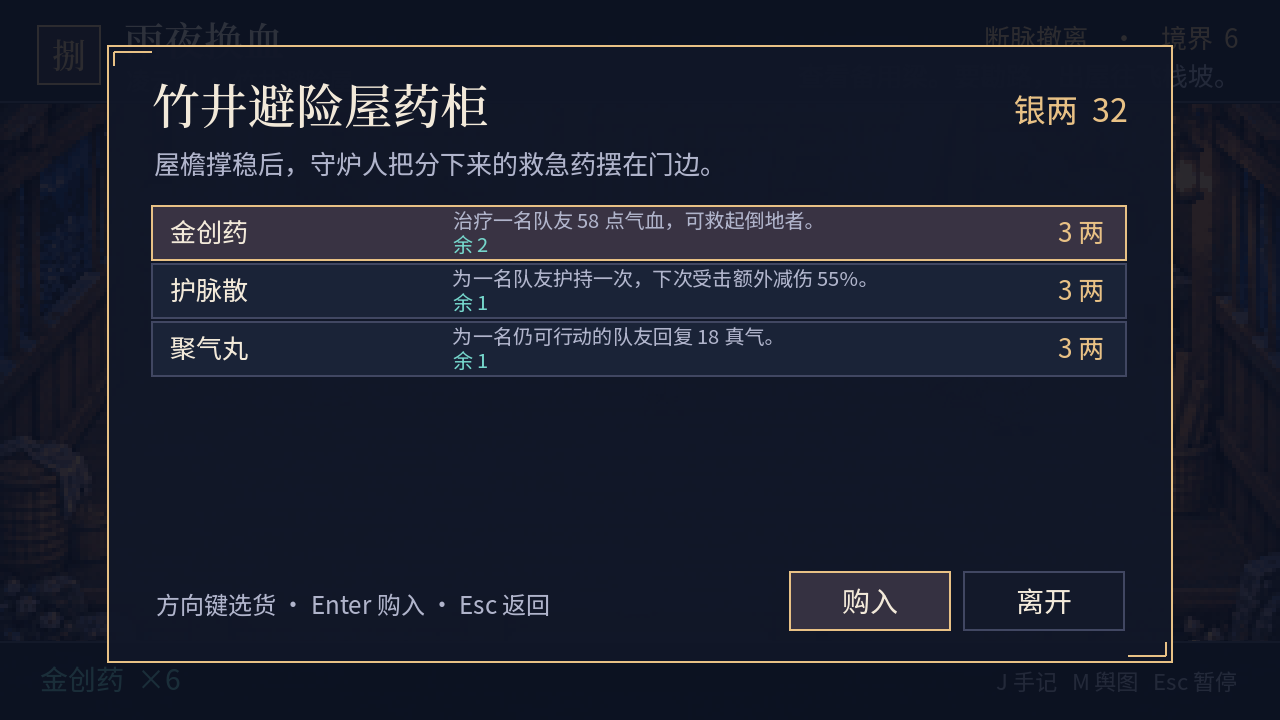 捌 雨夜换血
断脉撤离 · 境界 6
浅坡。
竹井避险屋药柜
银两 32
屋檐撑稳后，守炉人把分下来的救急药摆在门边。
金创药 治疗一名队友 58 点气血，可救起倒地者。 3 两
余 2
护脉散 为一名队友护持一次，下次受击额外减伤 55%。 3 两
余 1
聚气丸 为一名仍可行动的队友回复 18 真气。 3 两
余 1
方向键选货 · Enter 购入 · Esc 返回
购入 离开
金创药 ×6
J 手记 M 舆图 Esc 暂停